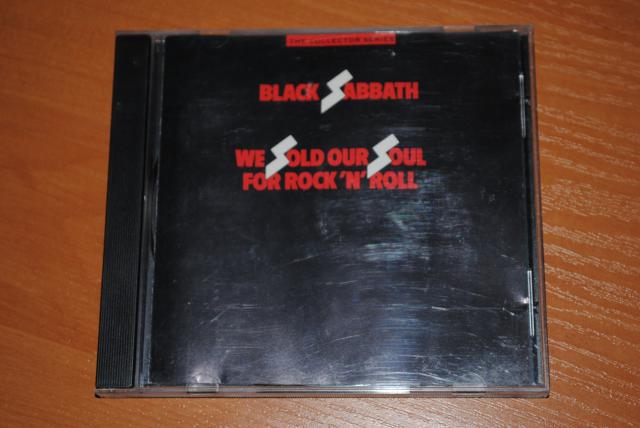 THE COLLECTOR SERIES
BLACK SABBATH
WE SOLD OUR SOUL
FOR ROCK 'N' ROLL